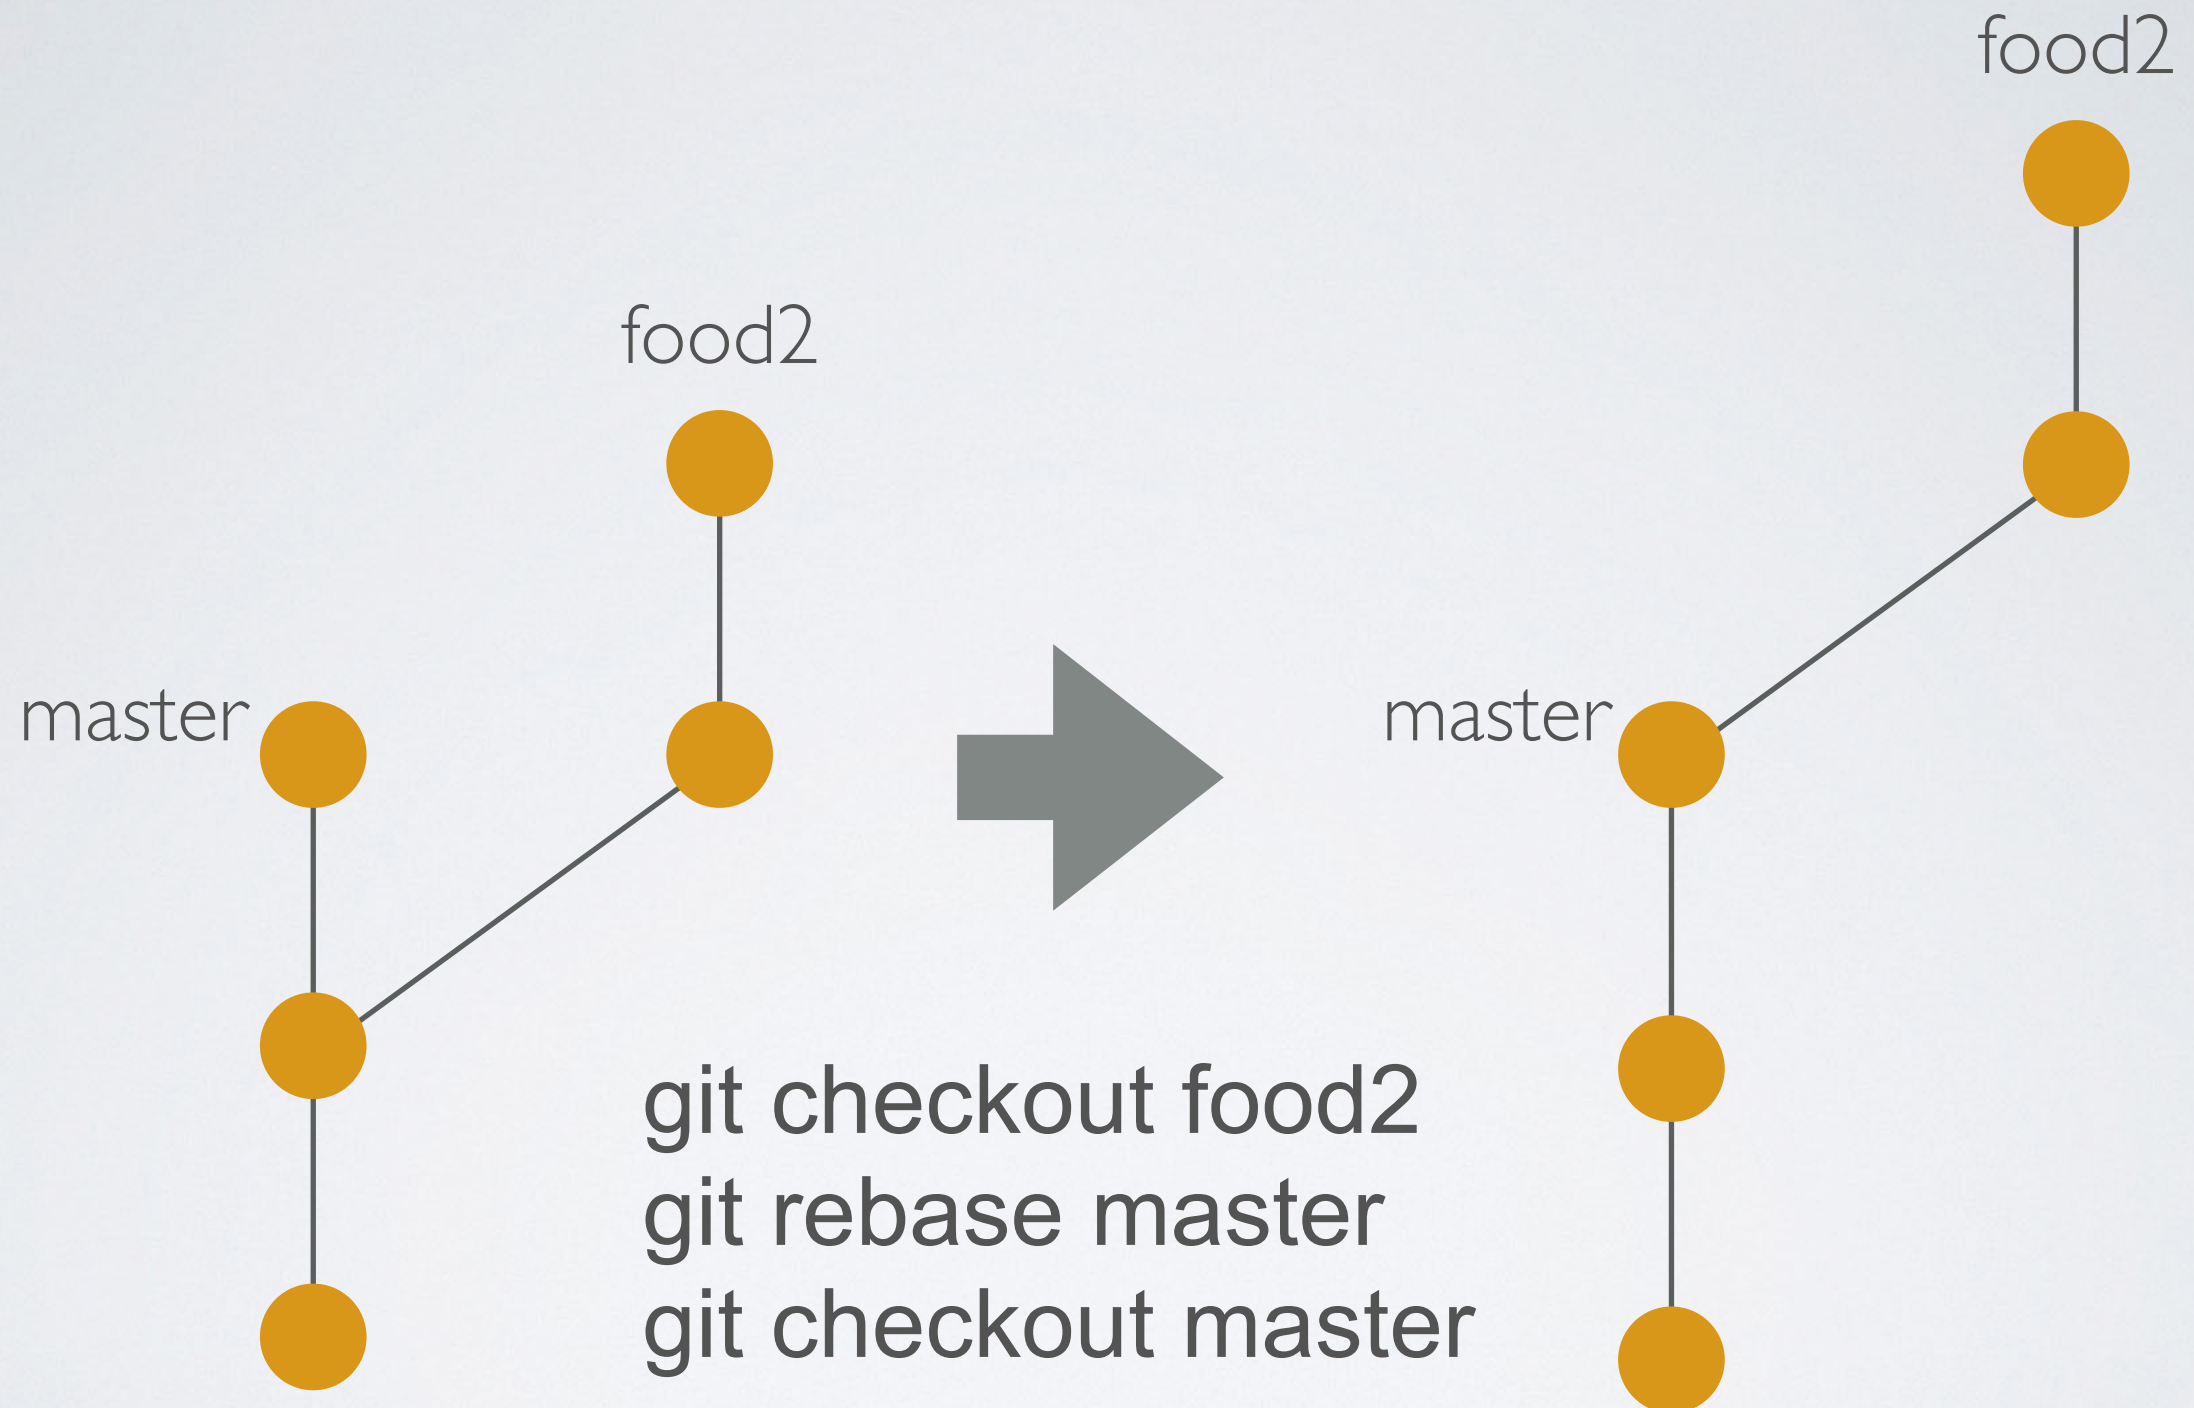 food2
food2
master
master
git checkout food2
git rebase master
git checkout master